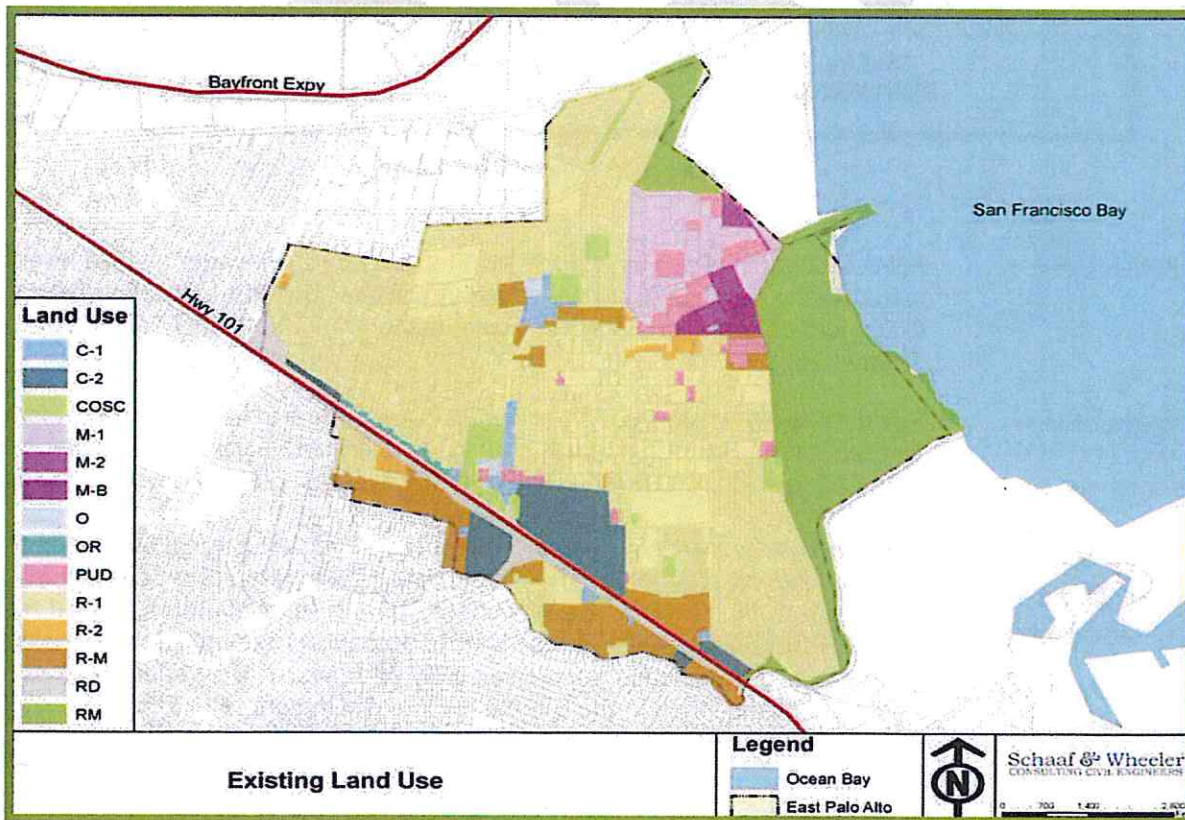 Bayfront Expy
San Francisco Bay
Hwy 101
Land Use
C-1
C-2
COSC
M-1
M-2
M-B
O
OR
PUD
R-1
R-2
R-M
RD
RM
Existing Land Use
Legend
Ocean Bay
East Palo Alto
N
Schaaf & Wheeler
CONSULTING CIVIL ENGINEERS
0